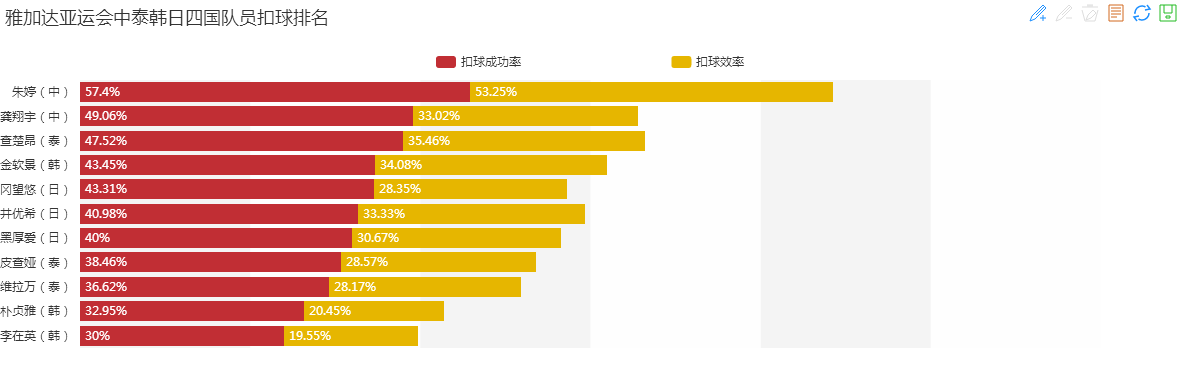 雅加达亚运会中泰韩日四国队员扣球排名
扣球成功率 扣球效率
朱婷（中） 57.4% 53.25%
龚翔宇（中） 49.06% 33.02%
查楚昂（泰） 47.52% 35.46%
金软景（韩） 43.45% 34.08%
冈望悠（日） 43.31% 28.35%
井优希（日） 40.98% 33.33%
黑厚爱（日） 40% 30.67%
皮查娅（泰） 38.46% 28.57%
维拉万（泰） 36.62% 28.17%
朴贞雅（韩） 32.95% 20.45%
李在英（韩） 30% 19.55%